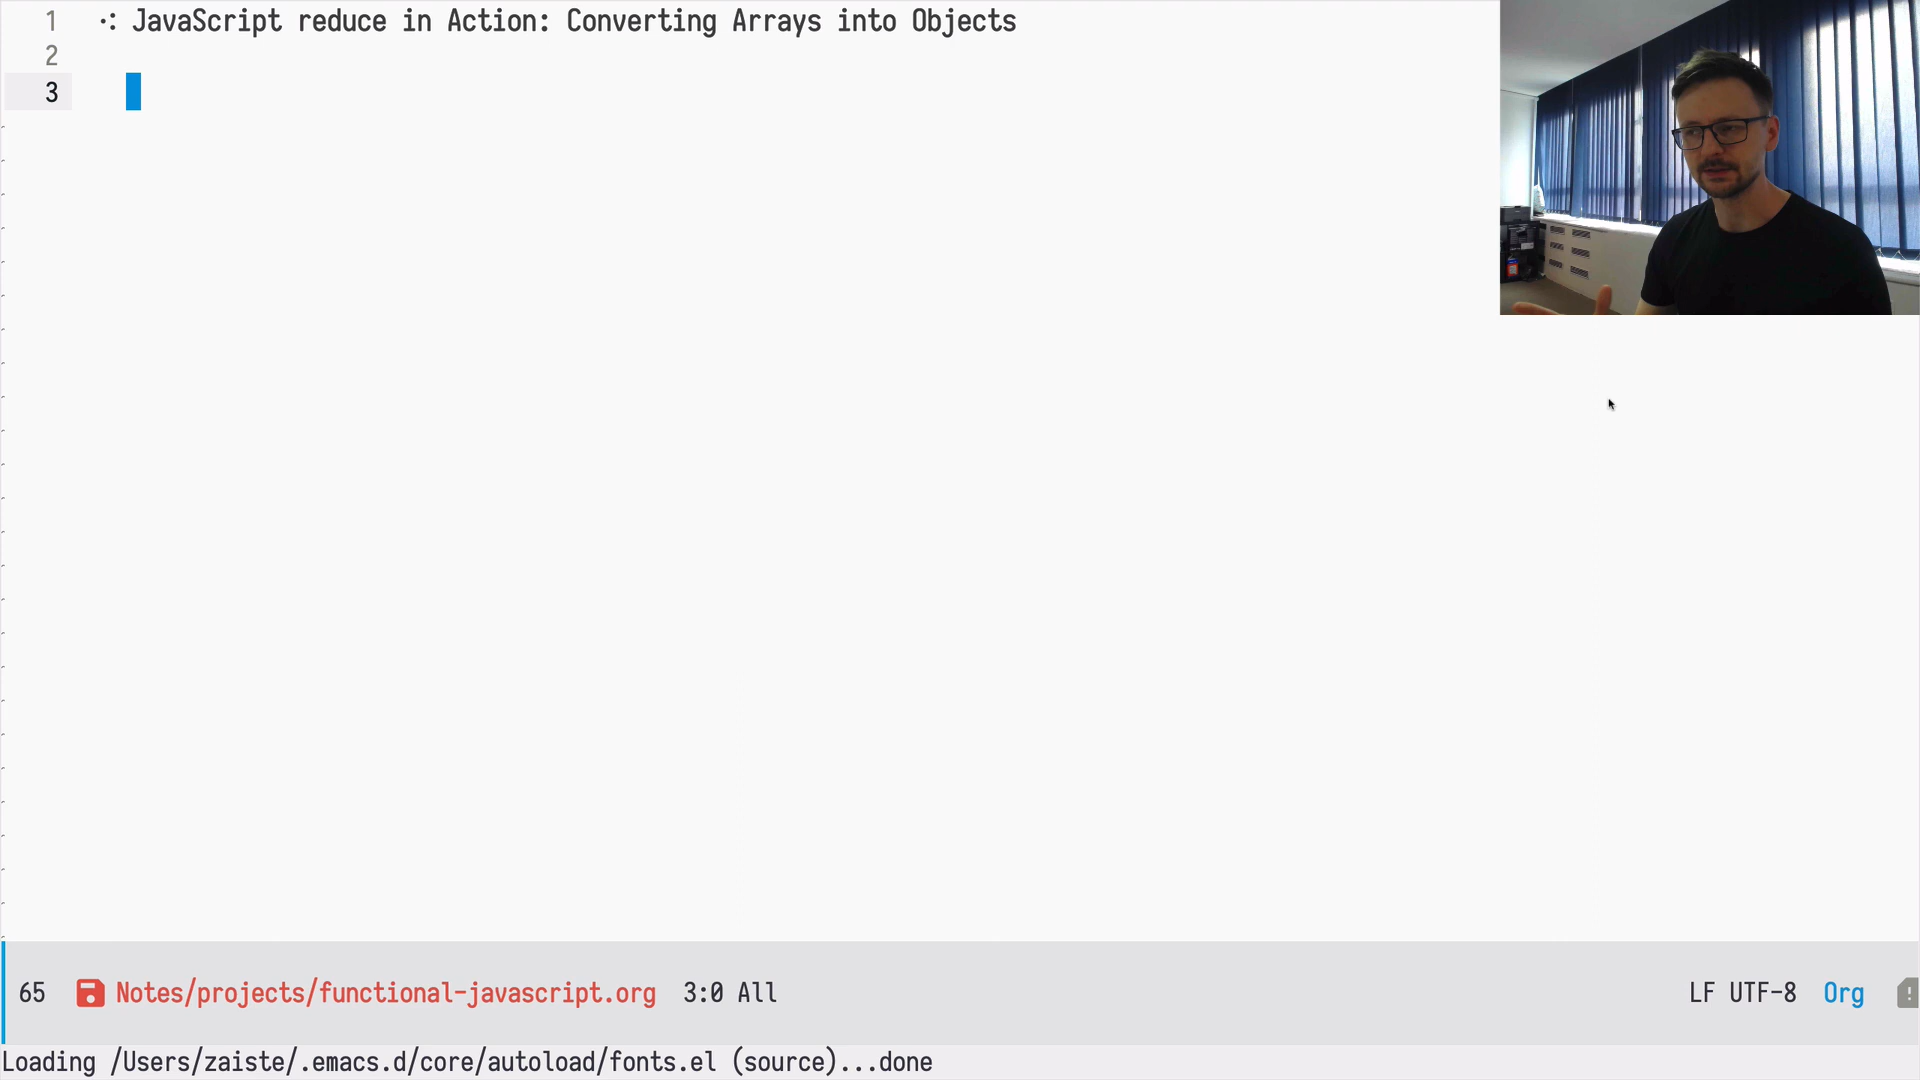 1 JavaScript reduce in Action: Converting Arrays into Objects
2
3
65 Notes/projects/functional-javascript.org 3:0 All LF UTF-8 Org
Loading /Users/zaiste/.emacs.d/core/autoload/fonts.el (source)...done